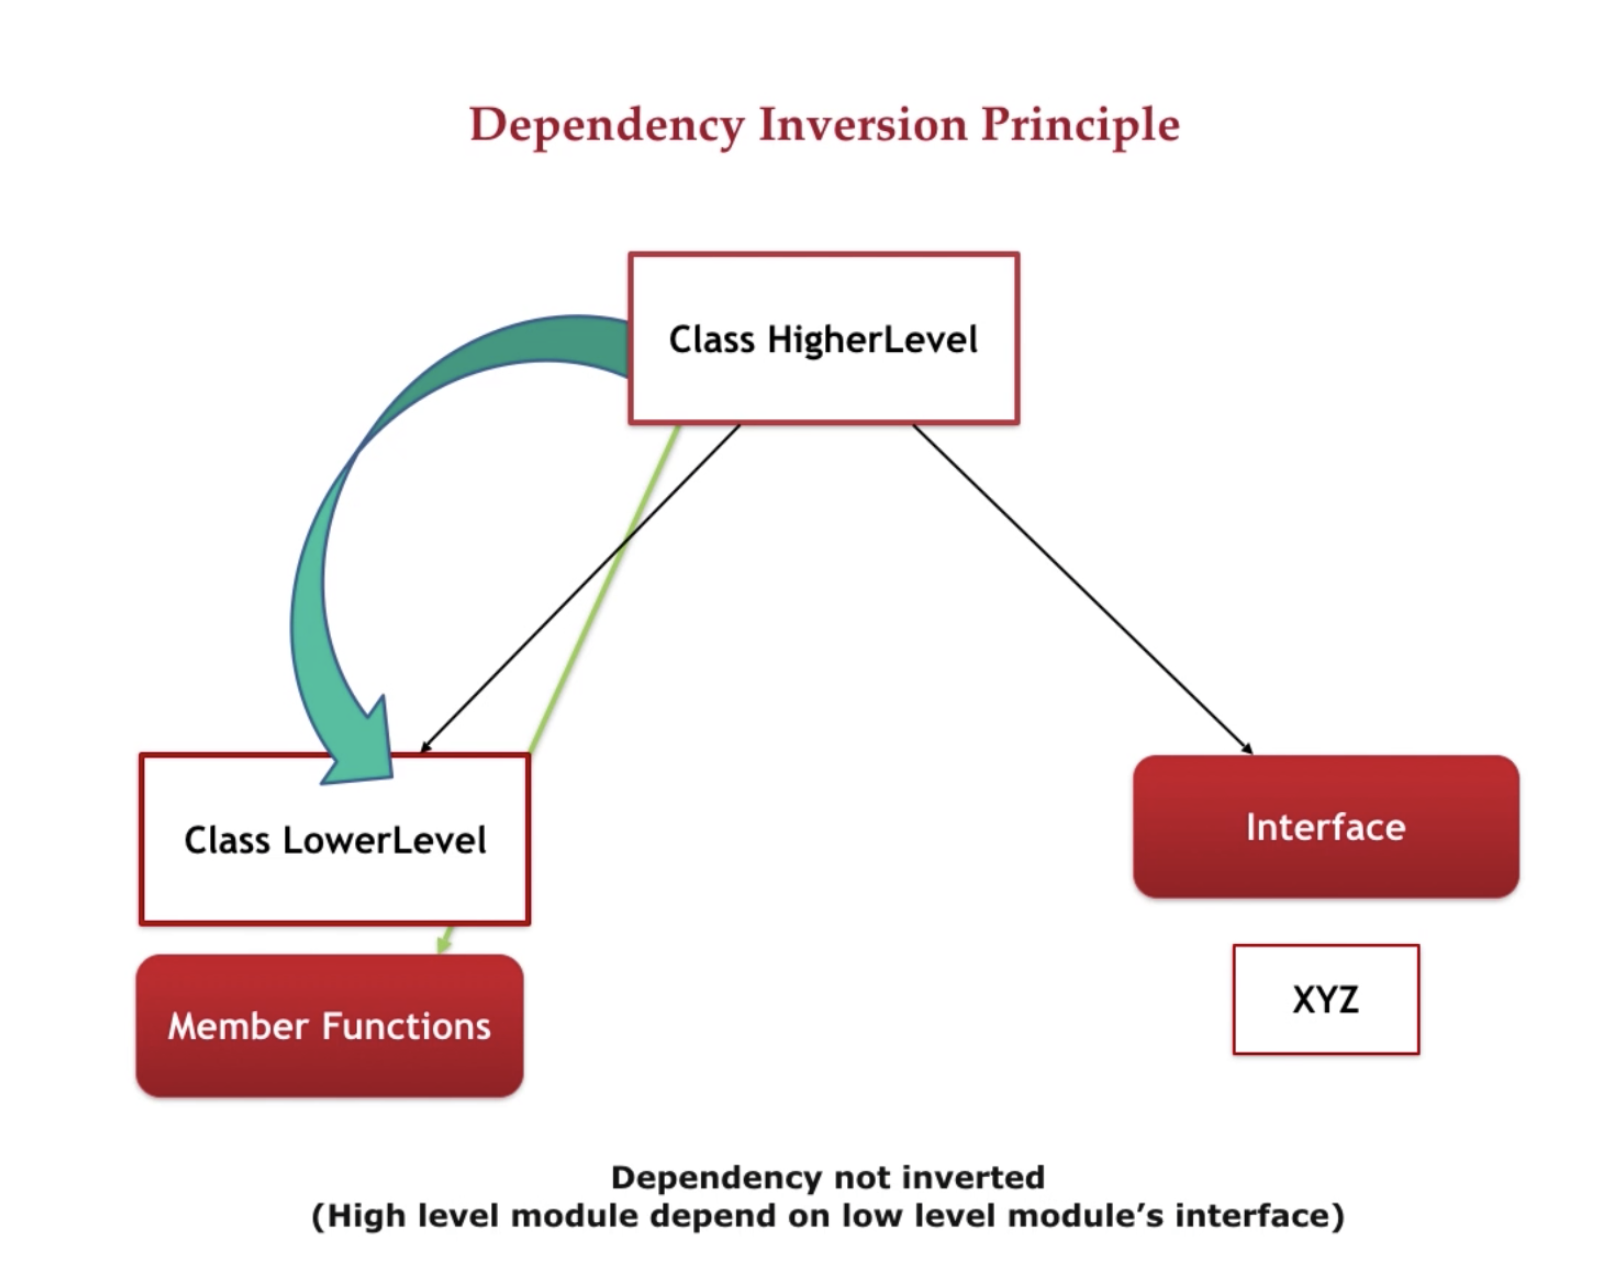 Dependency Inversion Principle
Class HigherLevel
Class LowerLevel
Interface
XYZ
Member Functions
Dependency not inverted
(High level module depend on low level module’s interface)